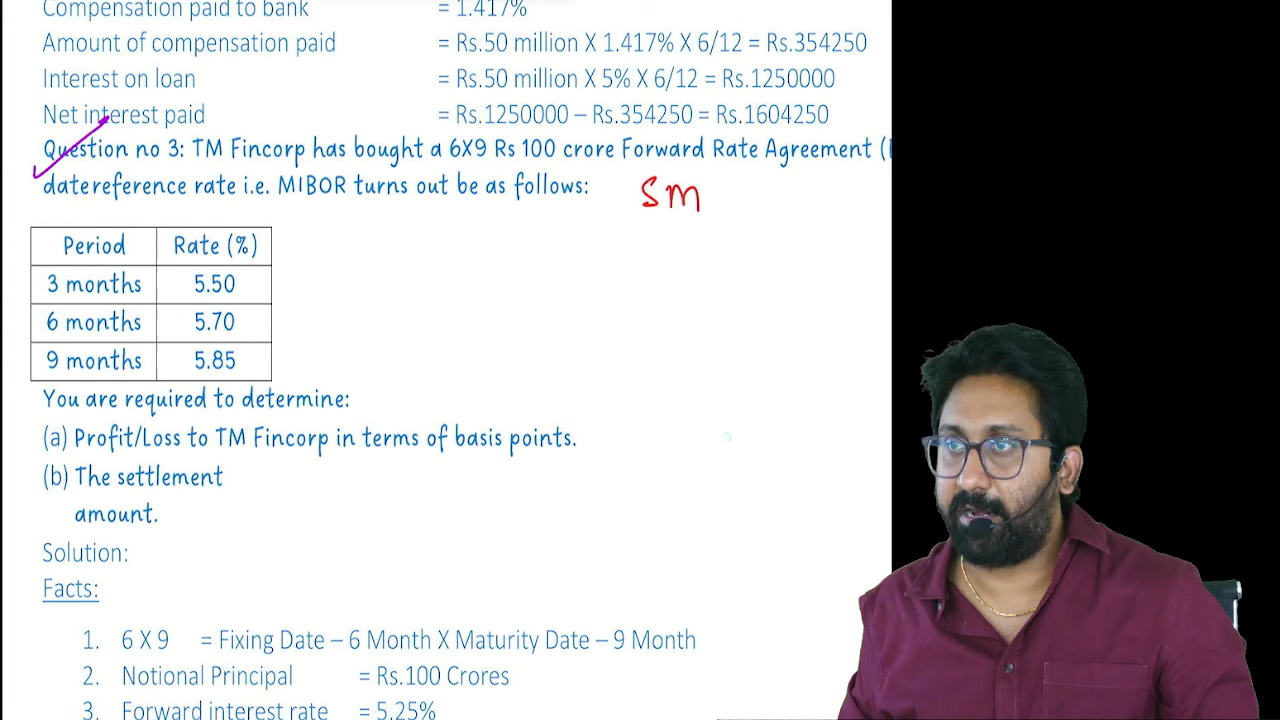 Compensation paid to bank = 1.417%
Amount of compensation paid = Rs.50 million X 1.417% X 6/12 = Rs.354250
Interest on loan = Rs.50 million X 5% X 6/12 = Rs.1250000
Net interest paid = Rs.1250000 – Rs.354250 = Rs.1604250
Question no 3: TM Fincorp has bought a 6X9 Rs 100 crore Forward Rate Agreement (
datereference rate i.e. MIBOR turns out be as follows: SM
Period Rate (%)
3 months 5.50
6 months 5.70
9 months 5.85
You are required to determine:
(a) Profit/Loss to TM Fincorp in terms of basis points.
(b) The settlement
amount.
Solution:
Facts:
1. 6 X 9 = Fixing Date – 6 Month X Maturity Date – 9 Month
2. Notional Principal = Rs.100 Crores
3. Forward interest rate = 5.25%